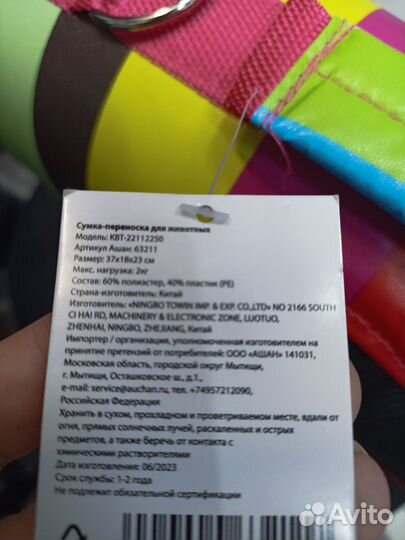 Сумка-переноска для животных
Модель: КВТ-22112250
Артикул Ашан: 63211
Размер: 37х18х23 см
Макс. нагрузка: 2кг
Состав: 60% полиэстер, 40% пластик (РЕ)
Страна-изготовитель: Китай
Изготовитель: «NINGBO TOWIN IMP. & EXP. CO.,LTD» NO 2166 SOUTH
CI HAI RD, MACHINERY & ELECTRONIC ZONE, LUOTUO,
ZHENHAI, NINGBO, ZHEJIANG, Китай
Импортер / организация, уполномоченная изготовителем на
принятие претензий от потребителей: ООО «АШАН» 141031,
Московская область, городской округ Мытищи,
г. Мытищи, Осташковское ш., д.1.,
e-mail: service@auchan.ru, тел. +74957212090,
Российская Федерация
Хранить в сухом, прохладном и проветриваемом месте, вдали от
огня, прямых солнечных лучей, раскаленных и острых
предметов, а также беречь от контакта с
химическими растворителями
Дата изготовления: 06/2023
Срок службы: 1-2 года
Не подлежит обязательной сертификации
Avito